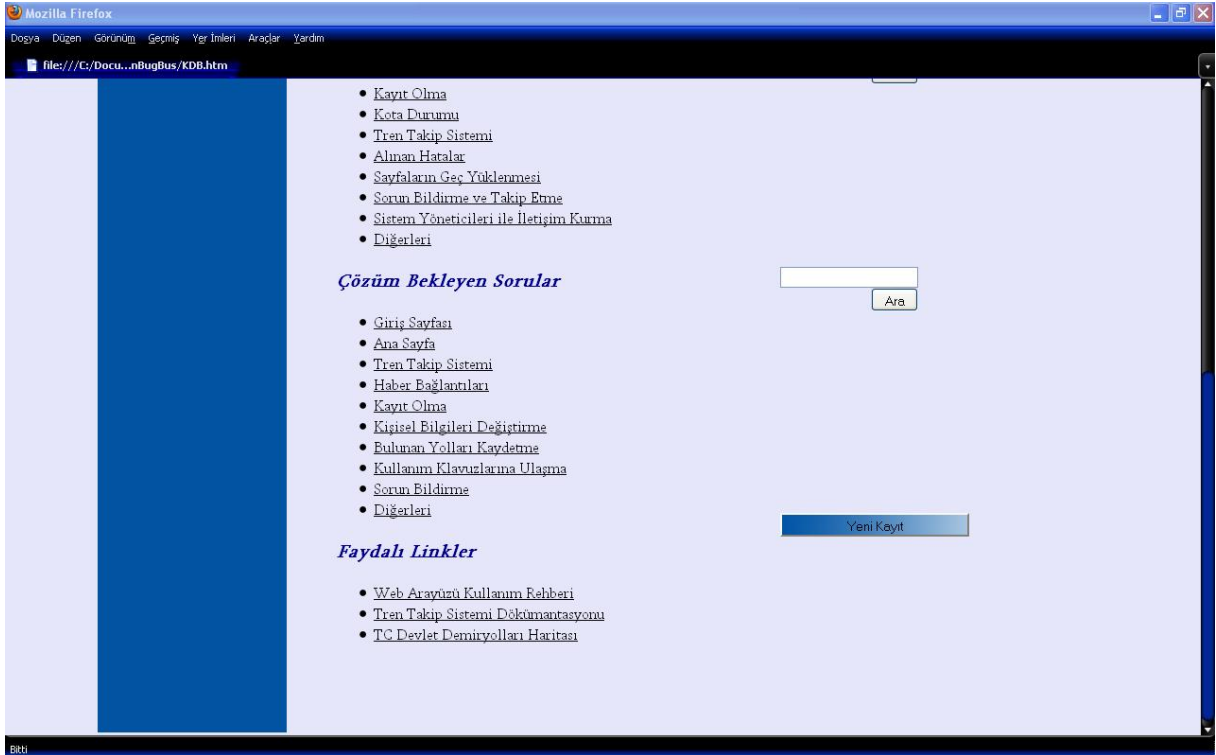 Mozilla Firefox
Dosya Düzen Görünüm Geçmiş Yer İmleri Araçlar Yardım
file:///C:/Docu...nBugBus/KDB.htm
Kayıt Olma
Kota Durumu
Tren Takip Sistemi
Alınan Hatalar
Sayfaların Geç Yüklenmesi
Sorun Bildirme ve Takip Etme
Sistem Yöneticileri ile İletişim Kurma
Diğerleri
Çözüm Bekleyen Sorular
Ara
Giriş Sayfası
Ana Sayfa
Tren Takip Sistemi
Haber Bağlantıları
Kayıt Olma
Kişisel Bilgileri Değiştirme
Bulunan Yolları Kaydetme
Kullanım Klavuzlarına Ulaşma
Sorun Bildirme
Diğerleri
Yeni Kayıt
Faydalı Linkler
Web Arayüzü Kullanım Rehberi
Tren Takip Sistemi Dökümantasyonu
TC Devlet Demiryolları Haritası
Bitti